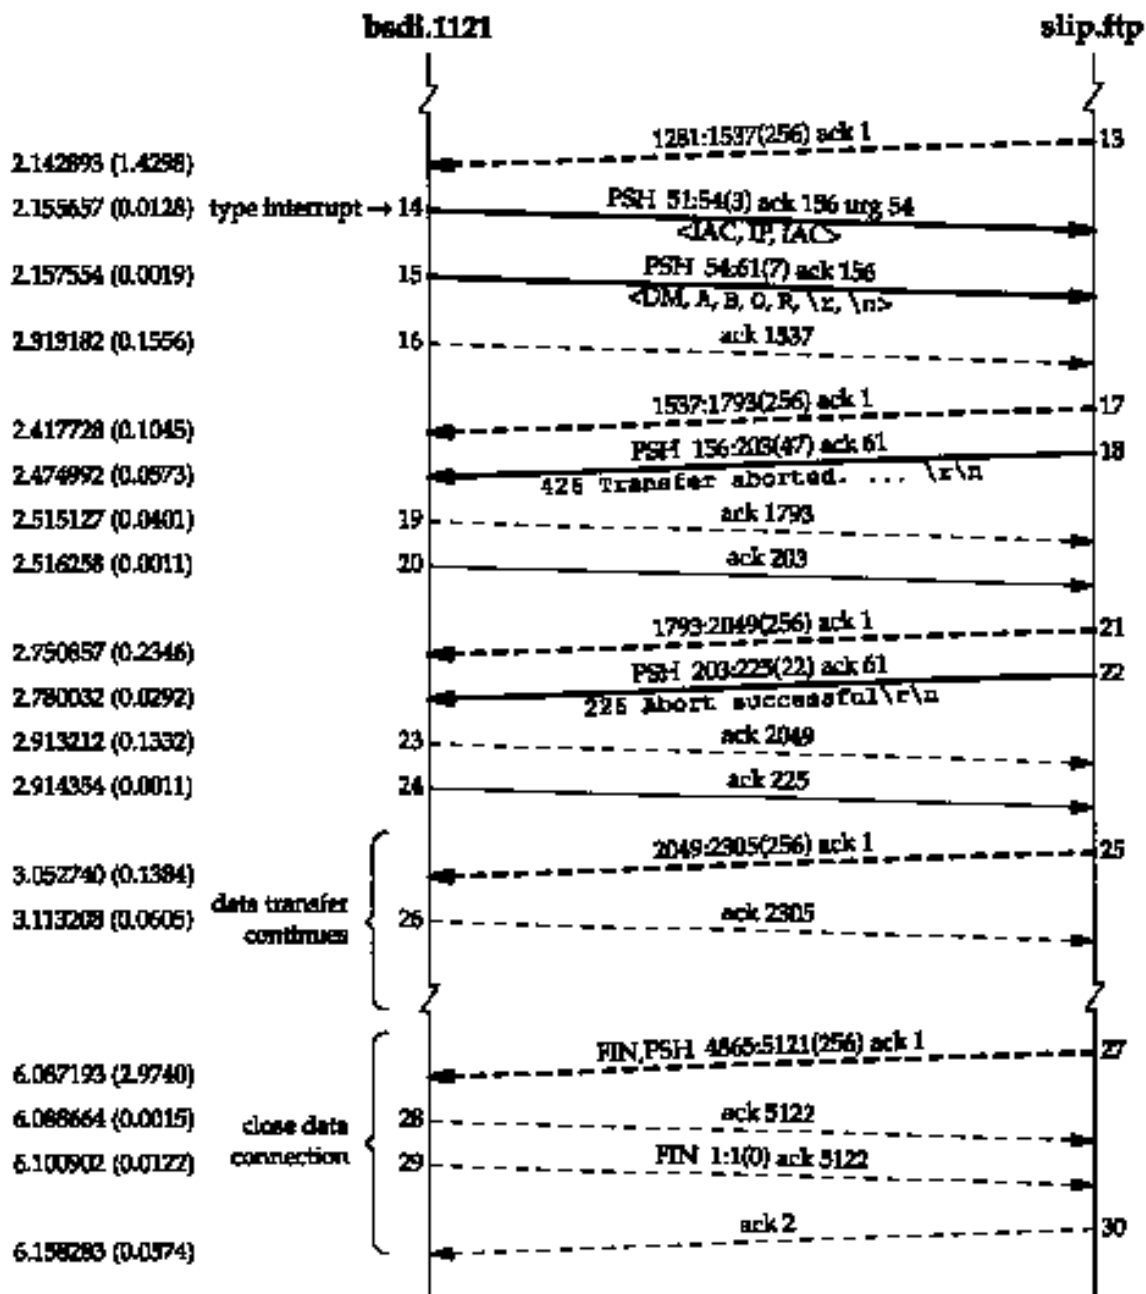 bsdi.1121 slip.ftp
1281:1537(256) ack 1 13
2.142893 (1.4298)
2.155657 (0.0128) type interrupt → 14 PSH 51:54(3) ack 156 urg 54
<IAC, IP, IAC>
2.157554 (0.0019) 15 PSH 54:61(7) ack 156
<DM, A, B, O, R, \r, \n>
2.313182 (0.1556) 16 ack 1537
1537:1793(256) ack 1 17
2.417728 (0.1045)
PSH 156:203(47) ack 61 18
2.474992 (0.0573) 426 Transfer aborted. ... \r\n
2.515127 (0.0401) 19 ack 1793
2.516258 (0.0011) 20 ack 203
1793:2049(256) ack 1 21
2.750857 (0.2346)
PSH 203:225(22) ack 61 22
2.780032 (0.0292) 226 Abort successful\r\n
2.913212 (0.1332) 23 ack 2049
2.914354 (0.0011) 24 ack 225
2049:2305(256) ack 1 25
3.052740 (0.1384)
3.113208 (0.0605) data transfer 26 ack 2305
continues
FIN,PSH 4865:5121(256) ack 1 27
6.087193 (2.9740)
6.088664 (0.0015) close data 28 ack 5122
6.100902 (0.0122) connection 29 FIN 1:1(0) ack 5122
ack 2 30
6.158283 (0.0574)